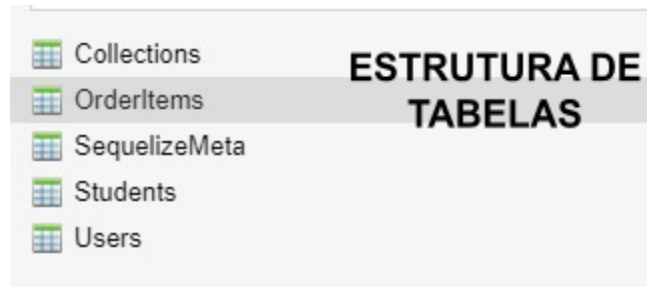 Collections
OrderItems
SequelizeMeta
Students
Users
ESTRUTURA DE
TABELAS